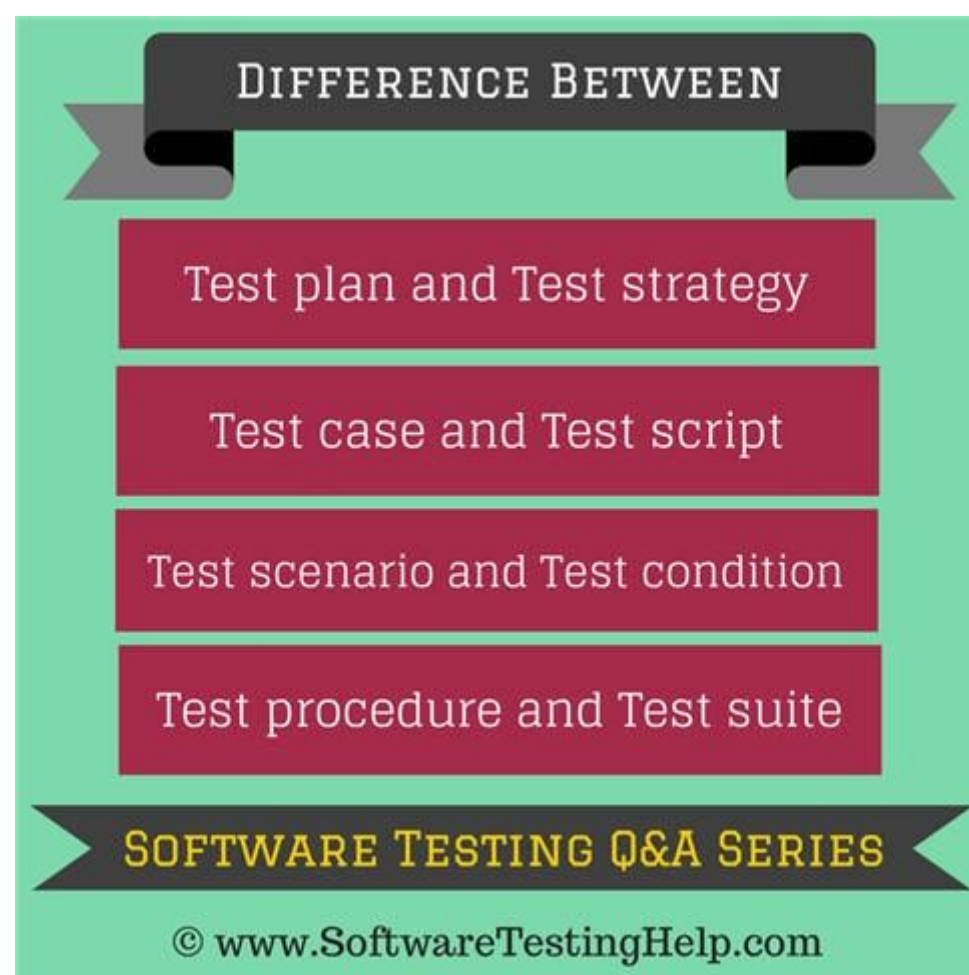 DIFFERENCE BETWEEN
Test plan and Test strategy
Test case and Test script
Test scenario and Test condition
Test procedure and Test suite
SOFTWARE TESTING Q&A SERIES
© www.SoftwareTestingHelp.com